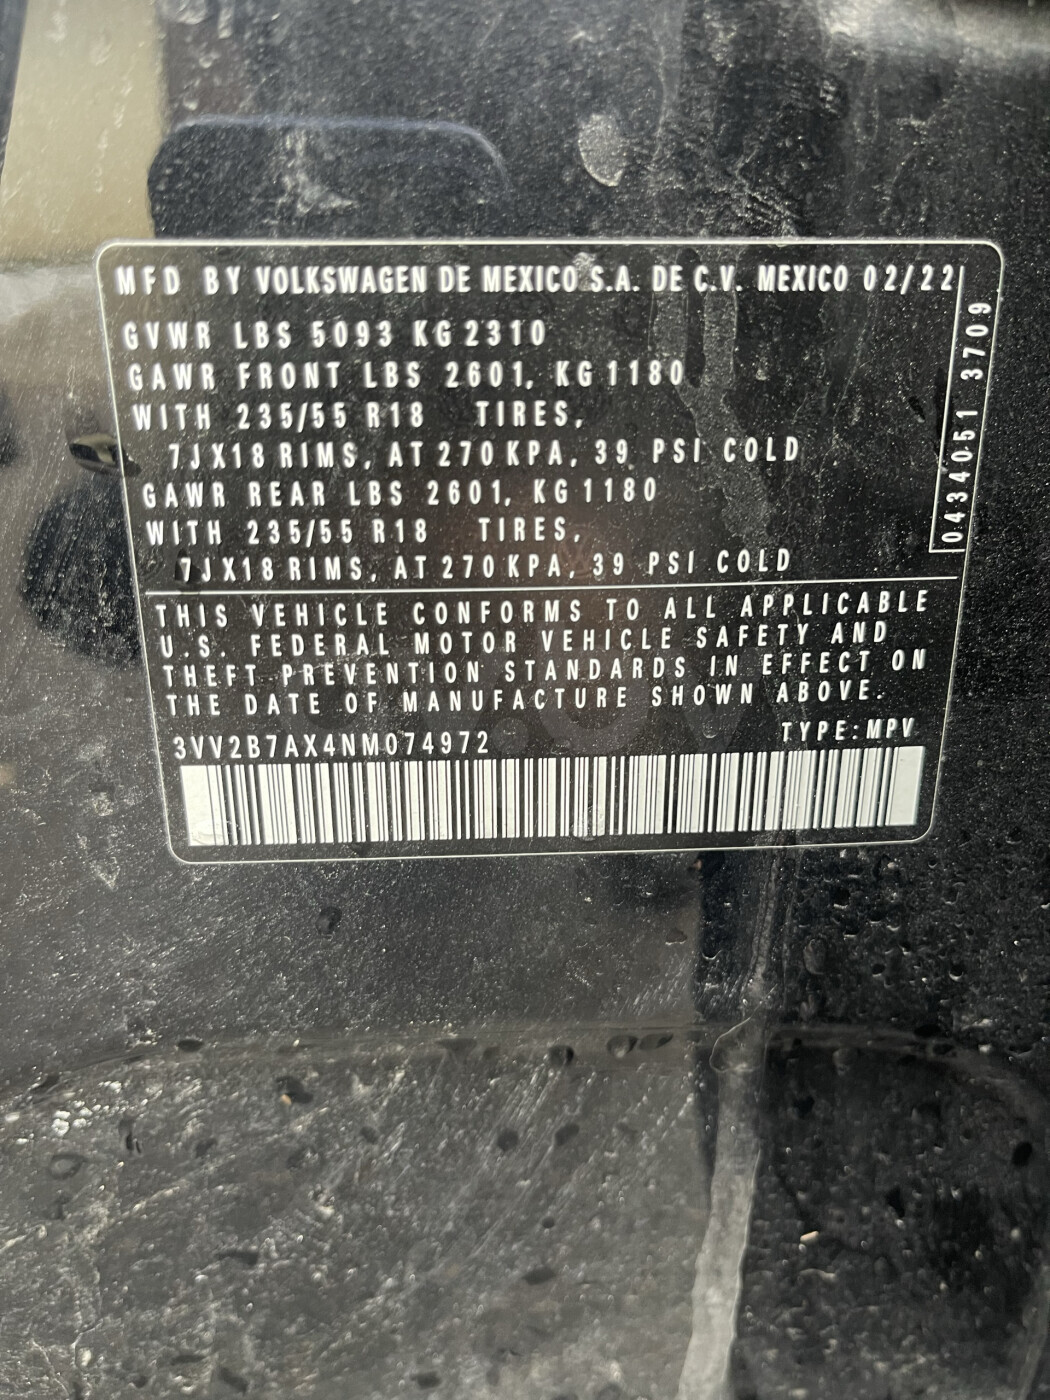 MFD BY VOLKSWAGEN DE MEXICO S.A. DE C.V. MEXICO 02/22
GVWR LBS 5093 KG 2310
GAWR FRONT LBS 2601, KG 1180
WITH 235/55 R18 TIRES,
7JX18 RIMS, AT 270 KPA, 39 PSI COLD
GAWR REAR LBS 2601, KG 1180
WITH 235/55 R18 TIRES,
7JX18 RIMS, AT 270 KPA, 39 PSI COLD
0434051 3709
THIS VEHICLE CONFORMS TO ALL APPLICABLE
U.S. FEDERAL MOTOR VEHICLE SAFETY AND
THEFT PREVENTION STANDARDS IN EFFECT ON
THE DATE OF MANUFACTURE SHOWN ABOVE.
3VV2B7AX4NM074972 TYPE:MPV